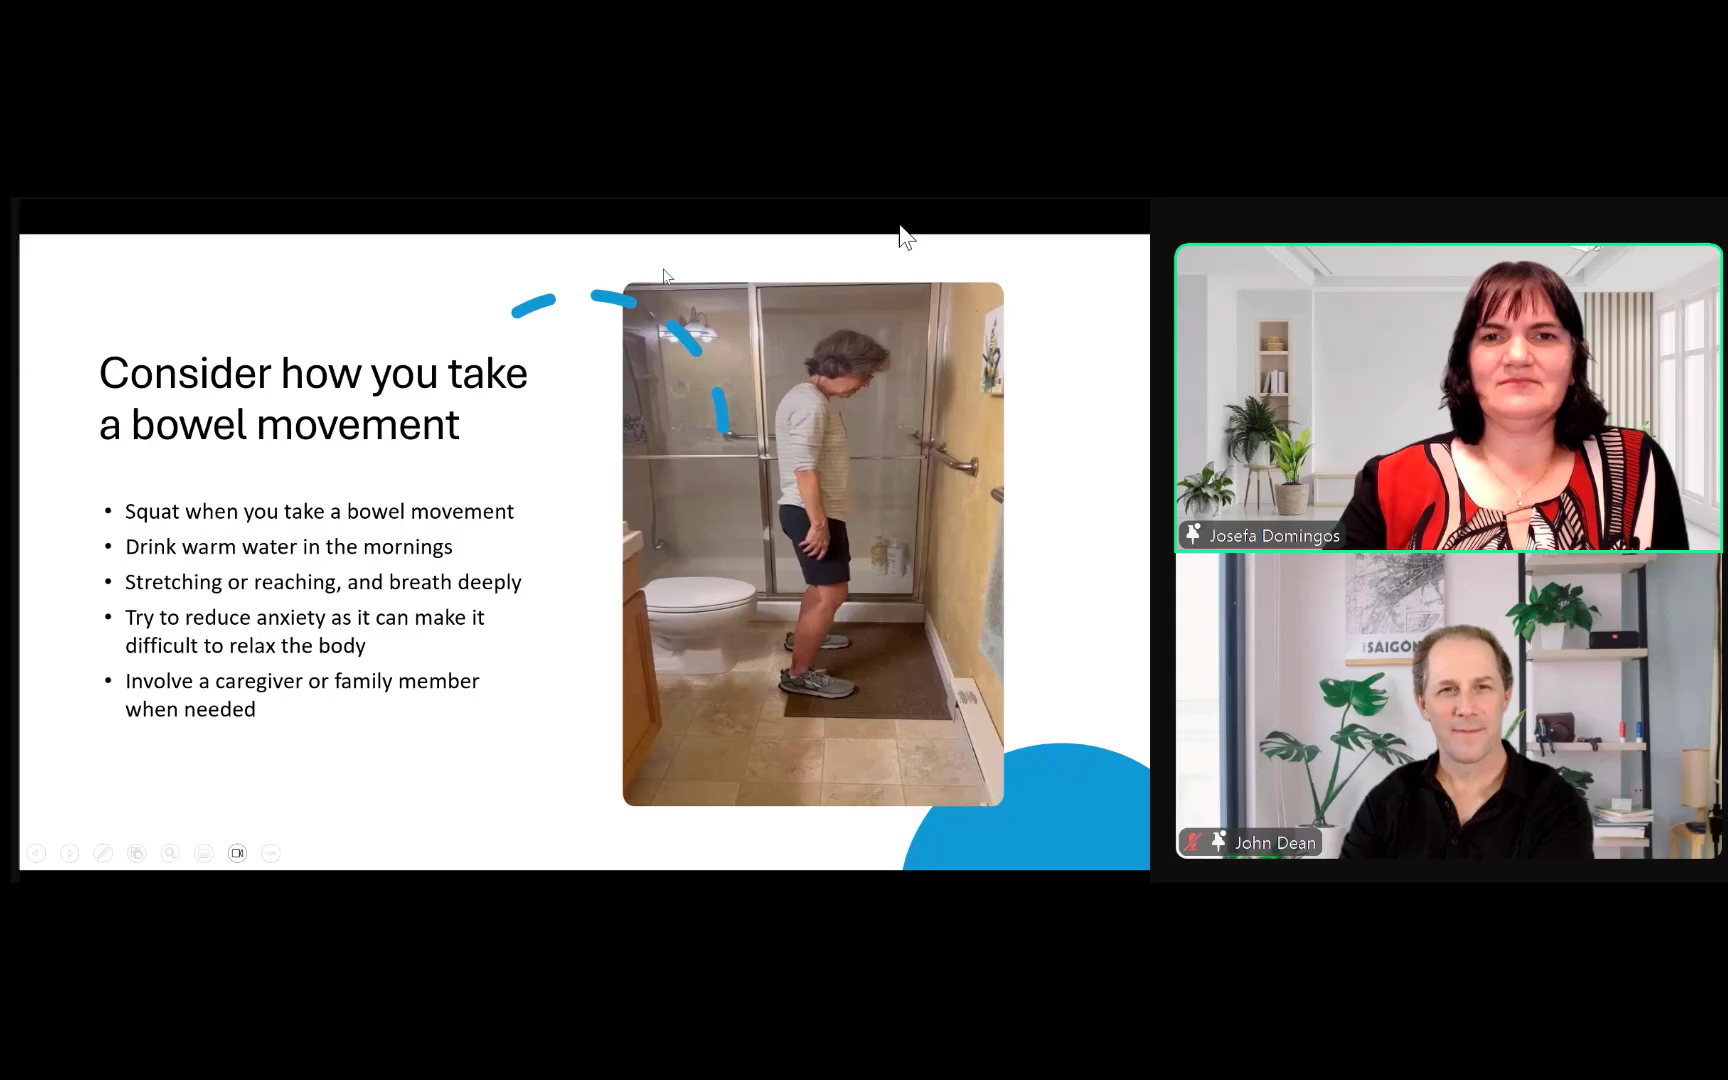 Consider how you take
a bowel movement
• Squat when you take a bowel movement
• Drink warm water in the mornings
• Stretching or reaching, and breath deeply
• Try to reduce anxiety as it can make it
difficult to relax the body
• Involve a caregiver or family member
when needed
Josefa Domingos
SAIGON
John Dean